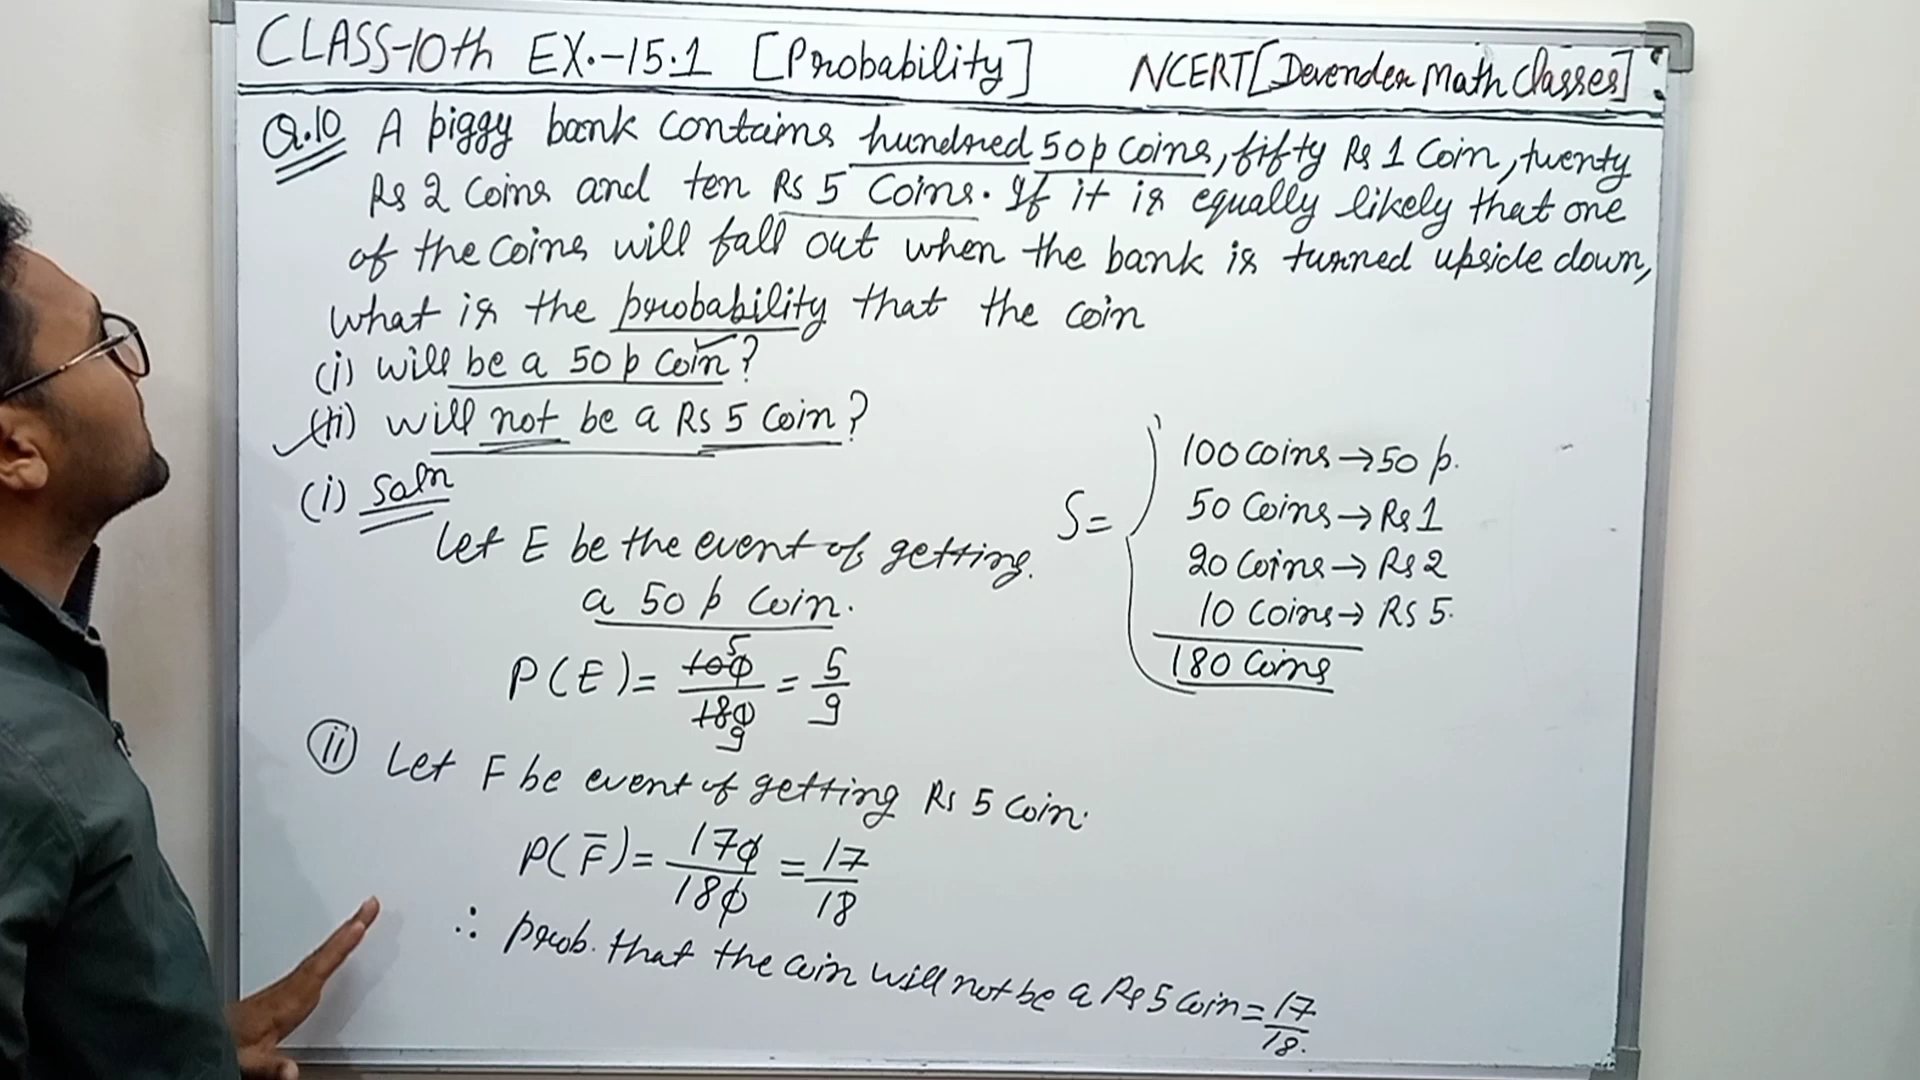 CLASS-10th EX.-15.1 [Probability] NCERT[Devender Math Classes]
Q.10 A piggy bank contains hundred 50p coins, fifty Rs 1 Coin, twenty
Rs 2 Coins and ten Rs 5 Coins. If it is equally likely that one
of the coins will fall out when the bank is turned upside down,
what is the probability that the coin
(i) will be a 50 p coin?
(ii) will not be a Rs 5 Coin?
(i) Soln
Let E be the event of getting.
a 50 p Coin.
P(E) = 100/180 = 5/9
5
9
S =
100 coins → 50 p.
50 Coins → Rs 1
20 Coins → Rs 2
10 Coins → Rs 5.
180 Coins
(ii) Let F be event of getting Rs 5 Coin.
P(F̅) = 170/180 = 17/18
∴ prob. that the coin will not be a Rs 5 Coin = 17/18.